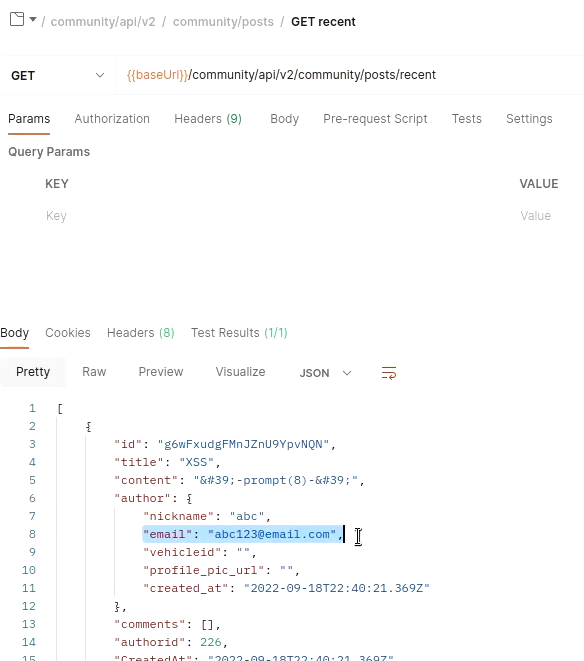 / community/api/v2 / community/posts / GET recent
GET {{baseUrl}}/community/api/v2/community/posts/recent
Params Authorization Headers (9) Body Pre-request Script Tests Settings
Query Params
KEY VALUE
Key Value
Body Cookies Headers (8) Test Results (1/1)
Pretty Raw Preview Visualize JSON
1 [
2 {
3 "id": "g6wFxudgFMnJZnU9YpvNQN",
4 "title": "XSS",
5 "content": "&#39;-prompt(8)-&#39;",
6 "author": {
7 "nickname": "abc",
8 "email": "abc123@email.com",
9 "vehicleid": "",
10 "profile_pic_url": "",
11 "created_at": "2022-09-18T22:40:21.369Z"
12 },
13 "comments": [],
14 "authorid": 226,
15 "CreatedAt": "2022-09-18T22:40:21.369Z"